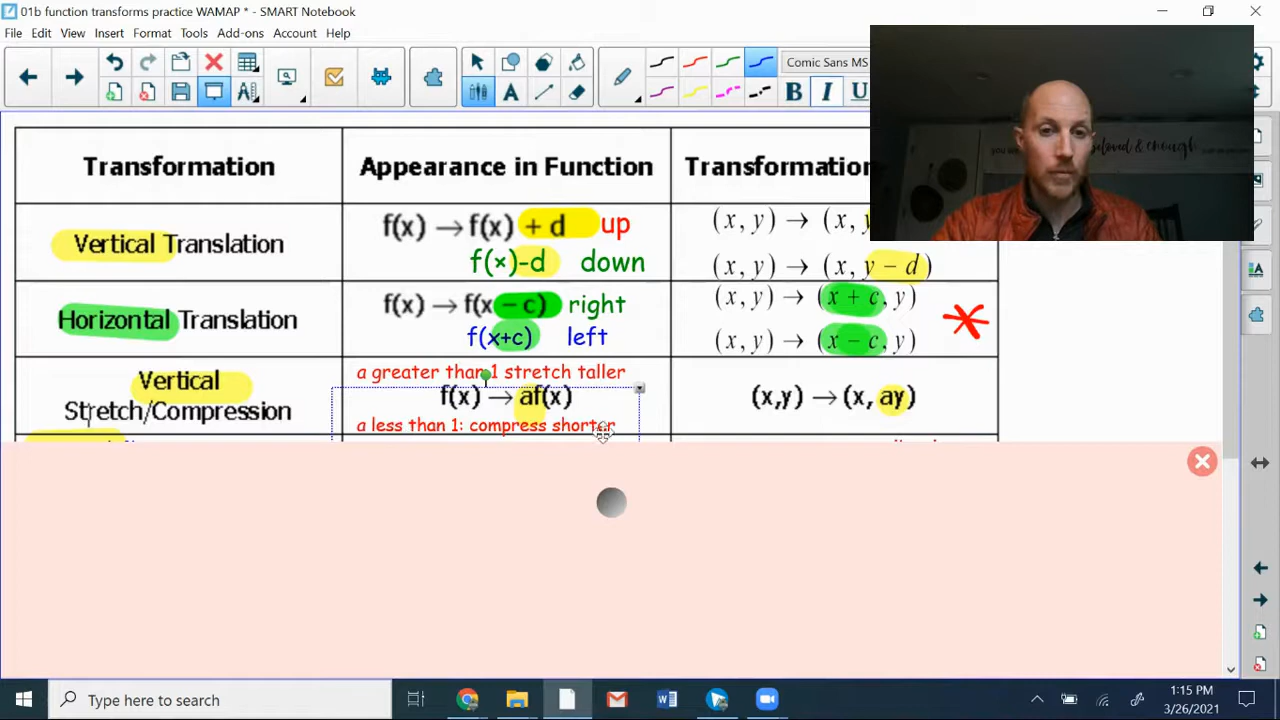 01b function transforms practice WAMAP * - SMART Notebook
File Edit View Insert Format Tools Add-ons Account Help
Comic Sans MS
B I U
beloved & enough
Transformation Appearance in Function Transformation
Vertical Translation
f(x) → f(x) + d up
f(x)-d down
(x, y) → (x, y
(x, y) → (x, y − d)
Horizontal Translation
f(x) → f(x − c) right
f(x+c) left
(x, y) → (x + c, y)
(x, y) → (x − c, y)
Vertical
Stretch/Compression
a greater than 1 stretch taller
f(x) → af(x)
a less than 1: compress shorter
(x,y) → (x, ay)
Type here to search
1:15 PM
3/26/2021